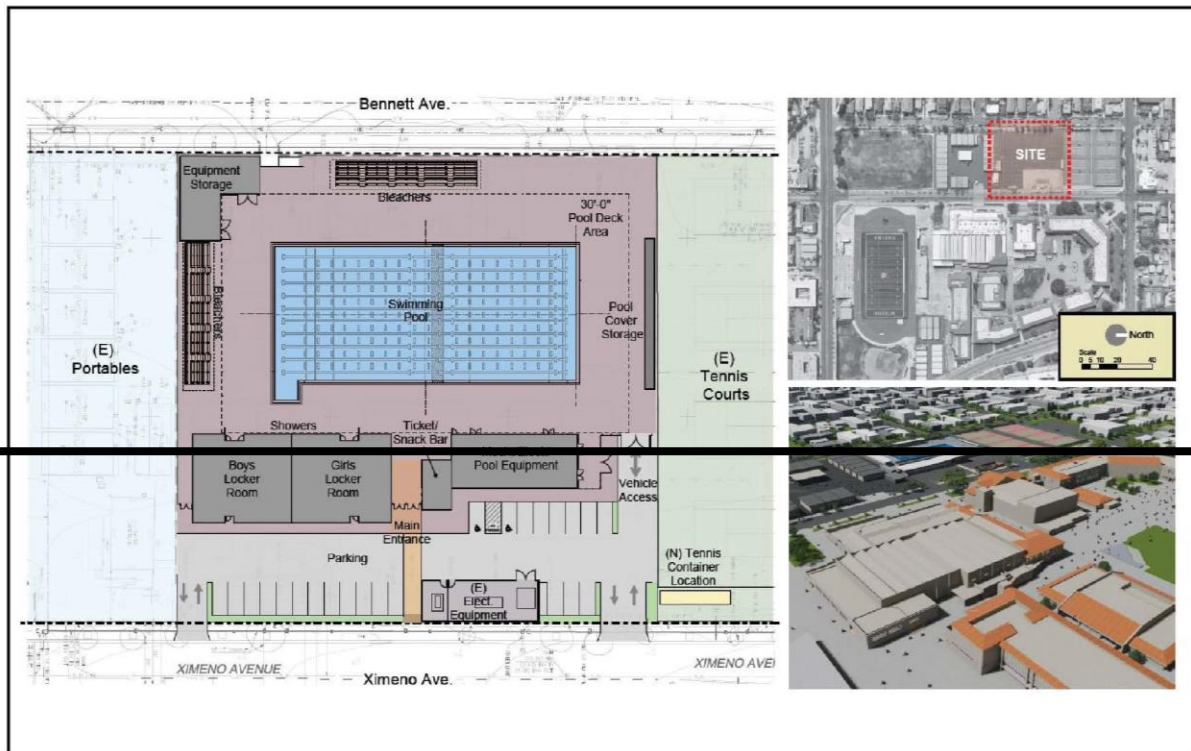 Bennett Ave.
Equipment
Storage
Bleachers
30'-0"
Pool Deck
Area
Bleachers
Swimming
Pool
Pool
Cover
Storage
(E)
Portables
(E)
Tennis
Courts
Showers
Ticket/
Snack Bar
Boys
Locker
Room
Girls
Locker
Room
Pool Equipment
Vehicle
Access
Main
Entrance
Parking
(E)
Elect.
Equipment
(N) Tennis
Container
Location
XIMENO AVENUE
Ximeno Ave.
XIMENO AVE
SITE
North
Scale
0 5 10 20 40